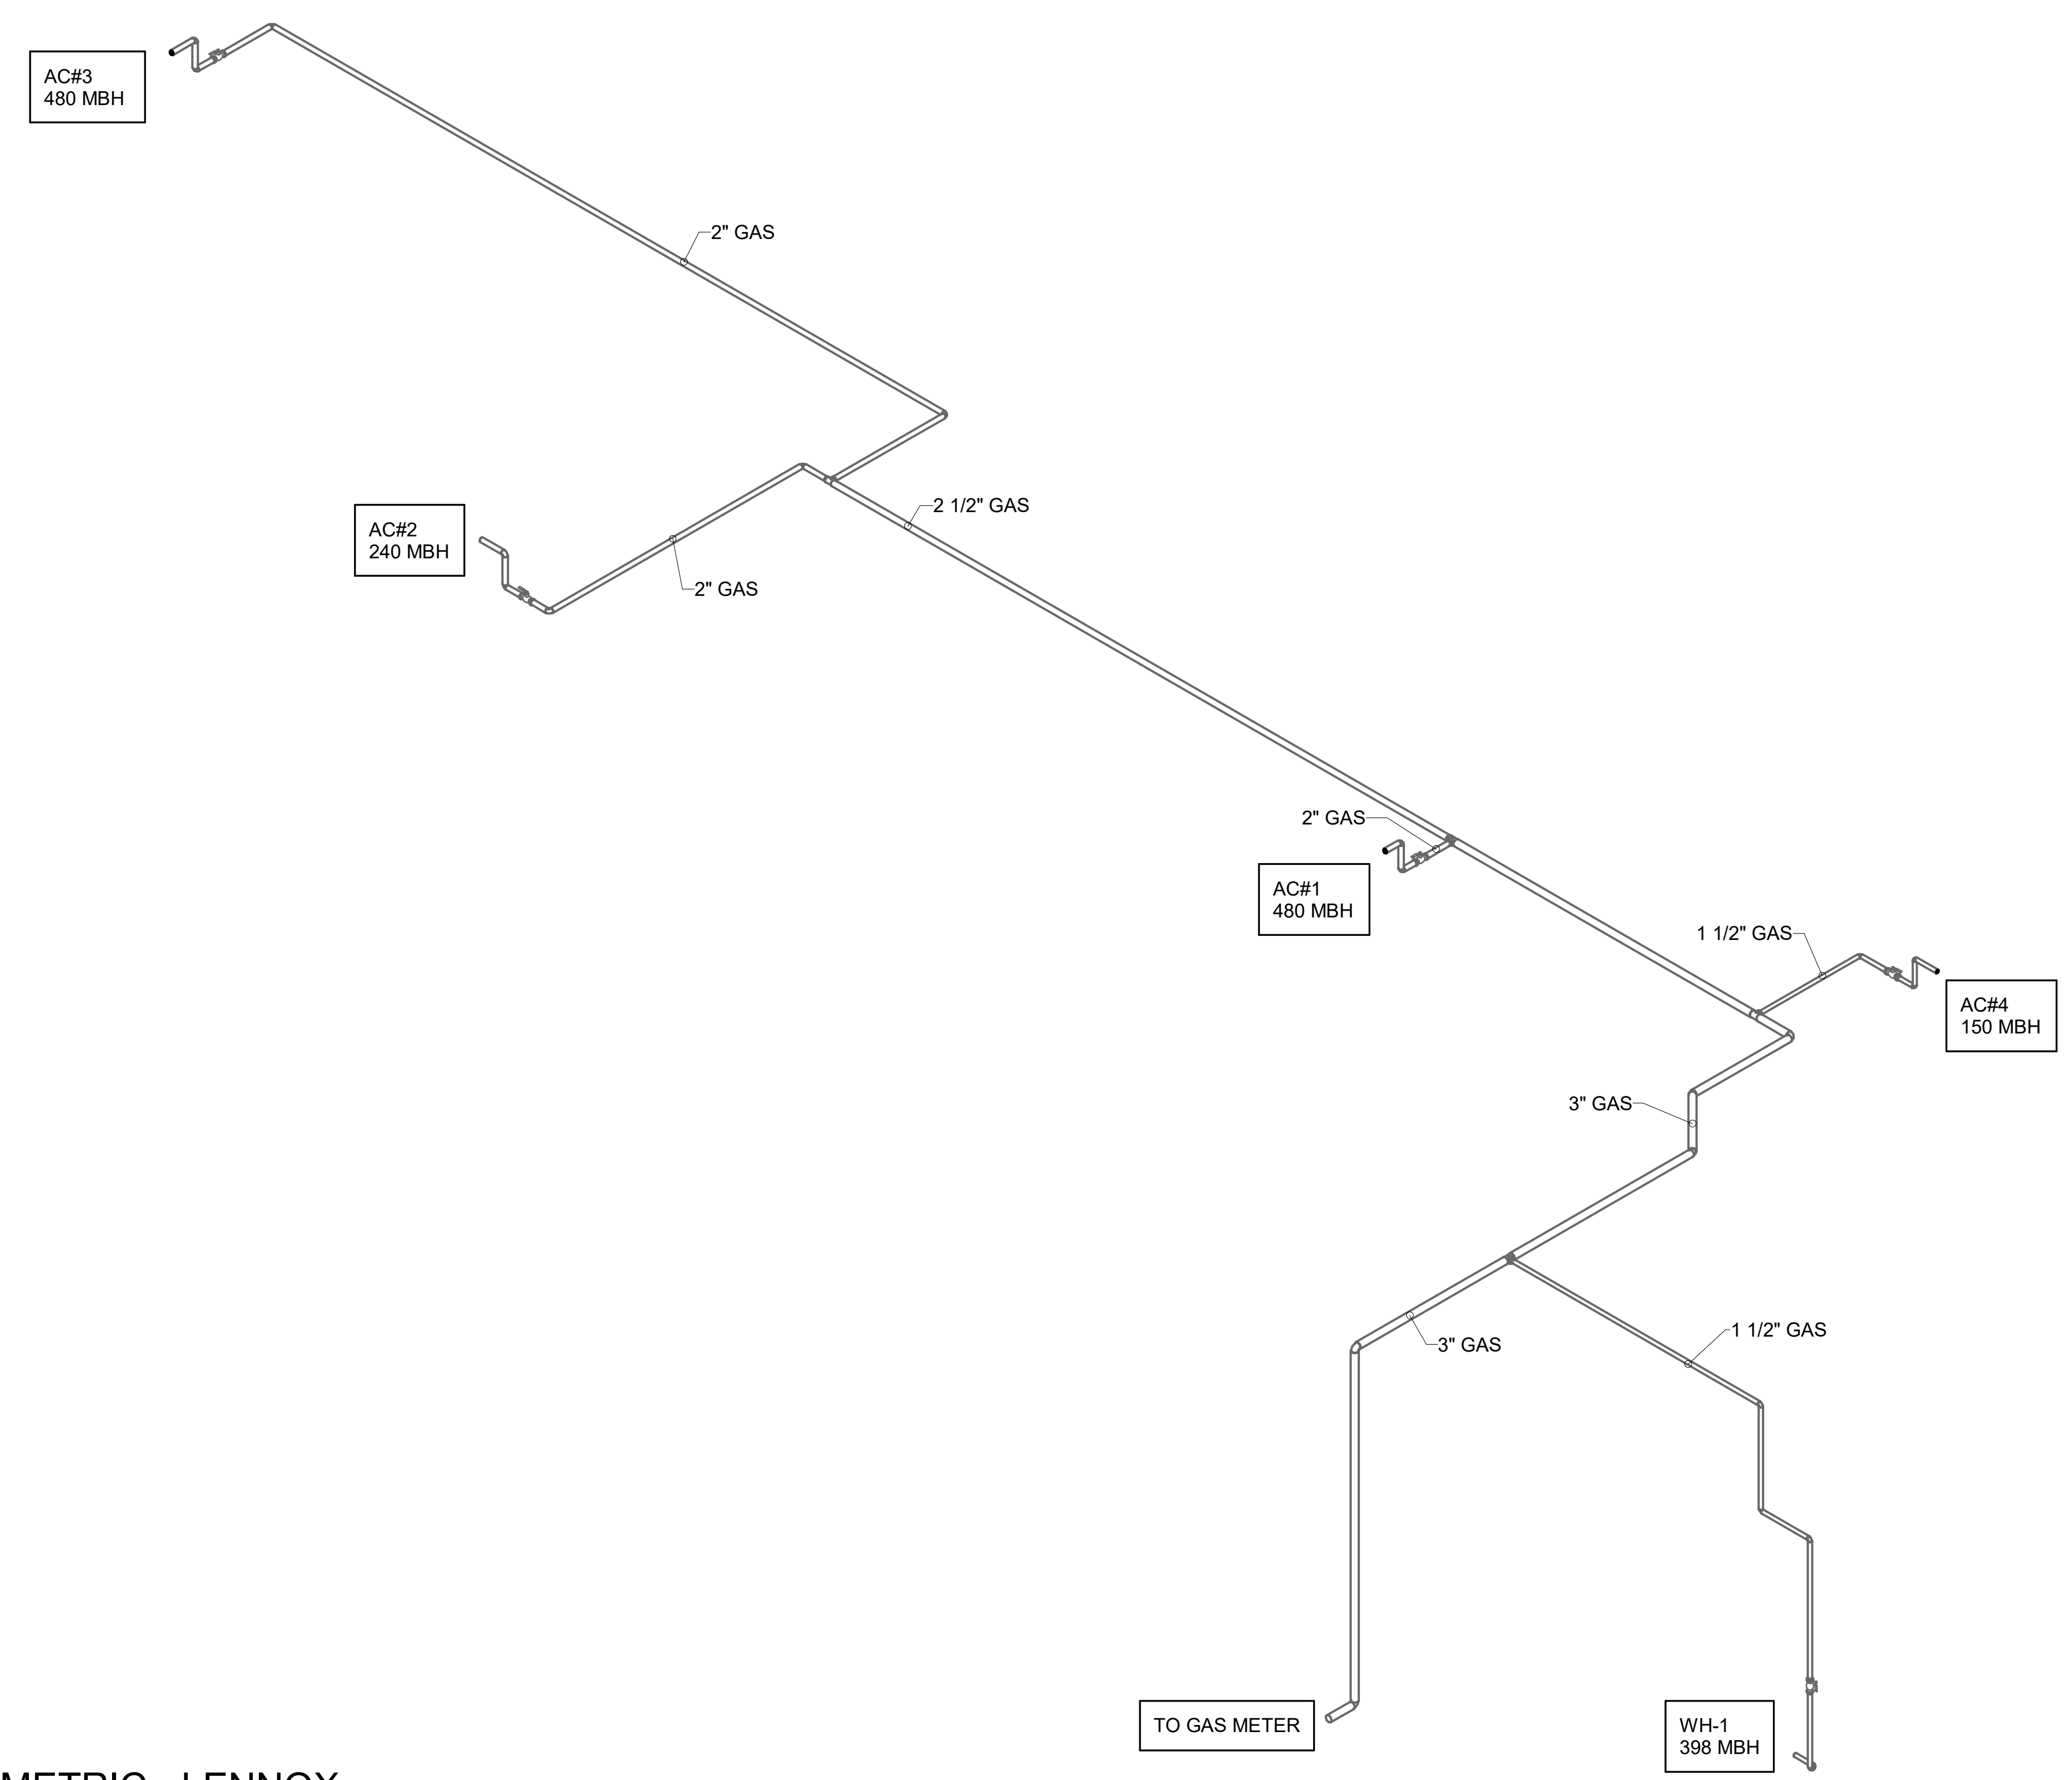 AC#3
480 MBH
2" GAS
2 1/2" GAS
AC#2
240 MBH
2" GAS
2" GAS
AC#1
480 MBH
1 1/2" GAS
AC#4
150 MBH
3" GAS
1 1/2" GAS
3" GAS
TO GAS METER
WH-1
398 MBH
METRIC - LENNOX